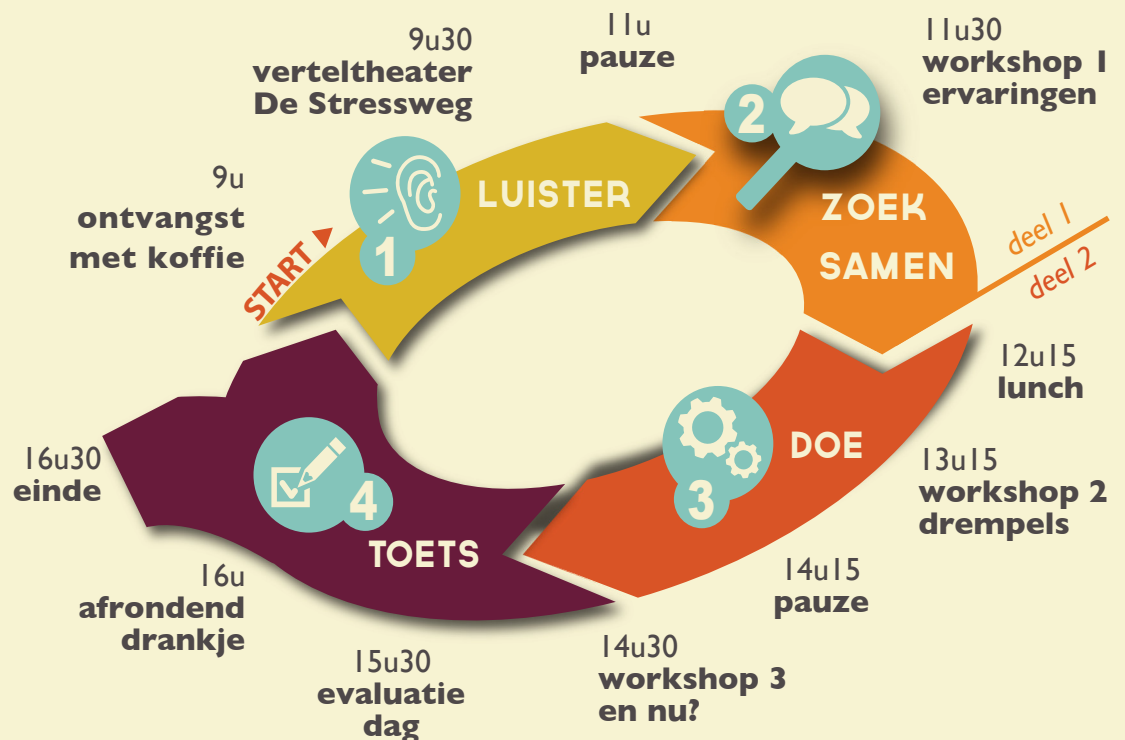 9u
ontvangst
met koffie
START
9u30
verteltheater
De Stressweg
1
LUISTER
11u
pauze
2
11u30
workshop 1
ervaringen
ZOEK
SAMEN
deel 1
deel 2
12u15
lunch
13u15
workshop 2
drempels
DOE
3
14u15
pauze
14u30
workshop 3
en nu?
4
TOETS
15u30
evaluatie
dag
16u
afrondend
drankje
16u30
einde